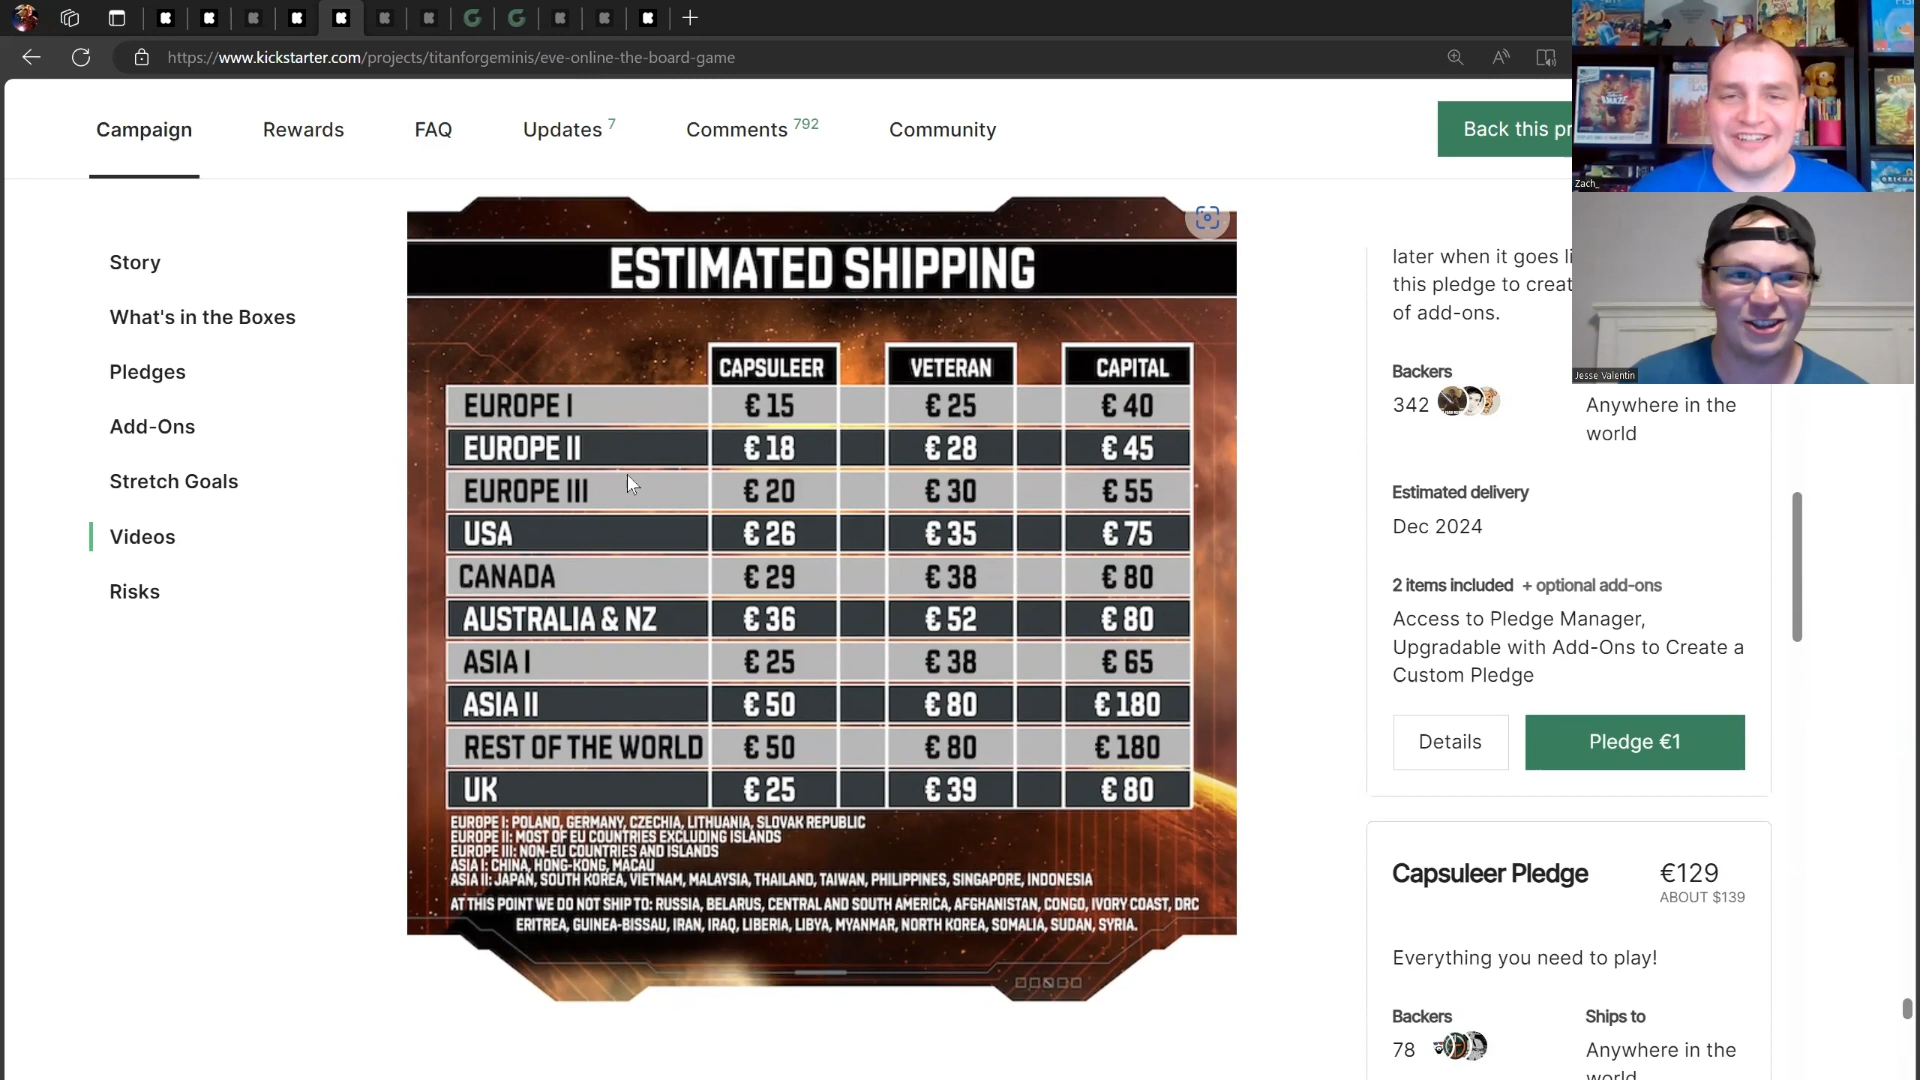 https://www.kickstarter.com/projects/titanforgeminis/eve-online-the-board-game
Campaign
Rewards
FAQ
Updates 7
Comments 792
Community
Back this pr
Zach_
Jesse Valentin
Story
What's in the Boxes
Pledges
Add-Ons
Stretch Goals
Videos
Risks
ESTIMATED SHIPPING
CAPSULEER VETERAN CAPITAL
EUROPE I € 15 € 25 € 40
EUROPE II € 18 € 28 € 45
EUROPE III € 20 € 30 € 55
USA € 26 € 35 € 75
CANADA € 29 € 38 € 80
AUSTRALIA & NZ € 36 € 52 € 80
ASIA I € 25 € 38 € 65
ASIA II € 50 € 80 € 180
REST OF THE WORLD € 50 € 80 € 180
UK € 25 € 39 € 80
EUROPE I: POLAND, GERMANY, CZECHIA, LITHUANIA, SLOVAK REPUBLIC
EUROPE II: MOST OF EU COUNTRIES EXCLUDING ISLANDS
EUROPE III: NON-EU COUNTRIES AND ISLANDS
ASIA I: CHINA, HONG-KONG, MACAU
ASIA II: JAPAN, SOUTH KOREA, VIETNAM, MALAYSIA, THAILAND, TAIWAN, PHILIPPINES, SINGAPORE, INDONESIA
AT THIS POINT WE DO NOT SHIP TO: RUSSIA, BELARUS, CENTRAL AND SOUTH AMERICA, AFGHANISTAN, CONGO, IVORY COAST, DRC
ERITREA, GUINEA-BISSAU, IRAN, IRAQ, LIBERIA, LIBYA, MYANMAR, NORTH KOREA, SOMALIA, SUDAN, SYRIA.
later when it goes li
this pledge to creat
of add-ons.
Backers
342
Anywhere in the
world
Estimated delivery
Dec 2024
2 items included + optional add-ons
Access to Pledge Manager,
Upgradable with Add-Ons to Create a
Custom Pledge
Details
Pledge €1
Capsuleer Pledge €129
ABOUT $139
Everything you need to play!
Backers Ships to
78 Anywhere in the
world